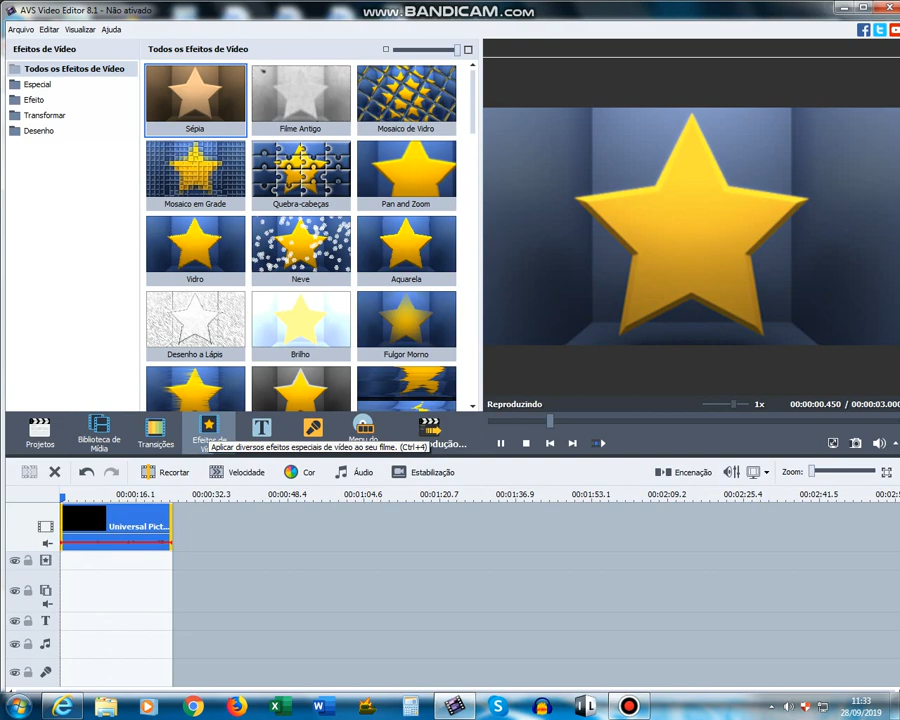 AVS Video Editor 8.1 - Não ativado
www.BANDICAM.com
Arquivo Editar Visualizar Ajuda
Efeitos de Vídeo
Todos os Efeitos de Vídeo
Especial
Efeito
Transformar
Desenho
Todos os Efeitos de Vídeo
Sépia
Filme Antigo
Mosaico de Vidro
Mosaico em Grade
Quebra-cabeças
Pan and Zoom
Vidro
Neve
Aquarela
Desenho a Lápis
Brilho
Fulgor Morno
Reproduzindo
1x
00:00:00.450 / 00:00:03.000
Projetos
Biblioteca de
Mídia
Transições
Efeitos de
T
Menu do
Aplicar diversos efeitos especiais de vídeo ao seu filme. (Ctrl+4)
Recortar
Velocidade
Cor
Áudio
Estabilização
Encenação
Zoom:
00:00:16.1 00:00:32.3 00:00:48.4 00:01:04.6 00:01:20.7 00:01:36.9 00:01:53.1 00:02:09.2 00:02:25.4 00:02:41.5
Universal Pict...
T
11:33
28/09/2019